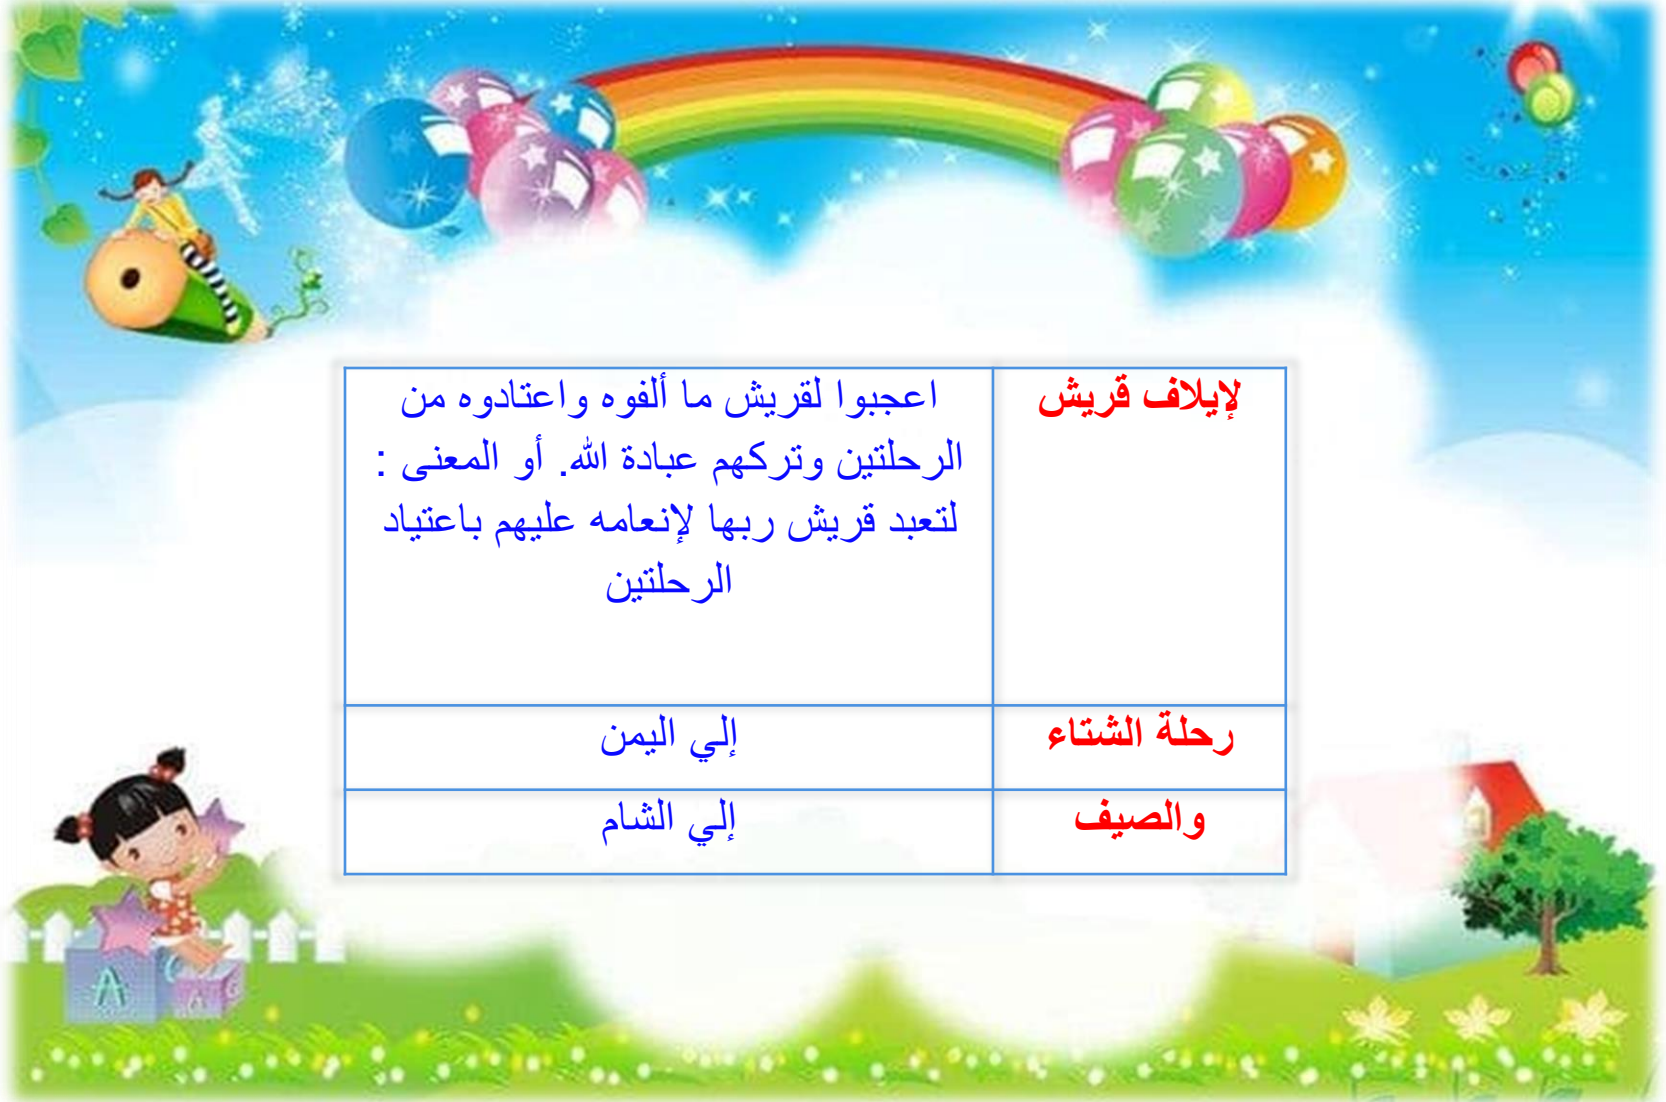 لإيلاف قريش
اعجبوا لقريش ما ألفوه واعتادوه من
الرحلتين وتركهم عبادة الله. أو المعنى :
لتعبد قريش ربها لإنعامه عليهم باعتياد
الرحلتين
رحلة الشتاء
إلي اليمن
والصيف
إلي الشام
A